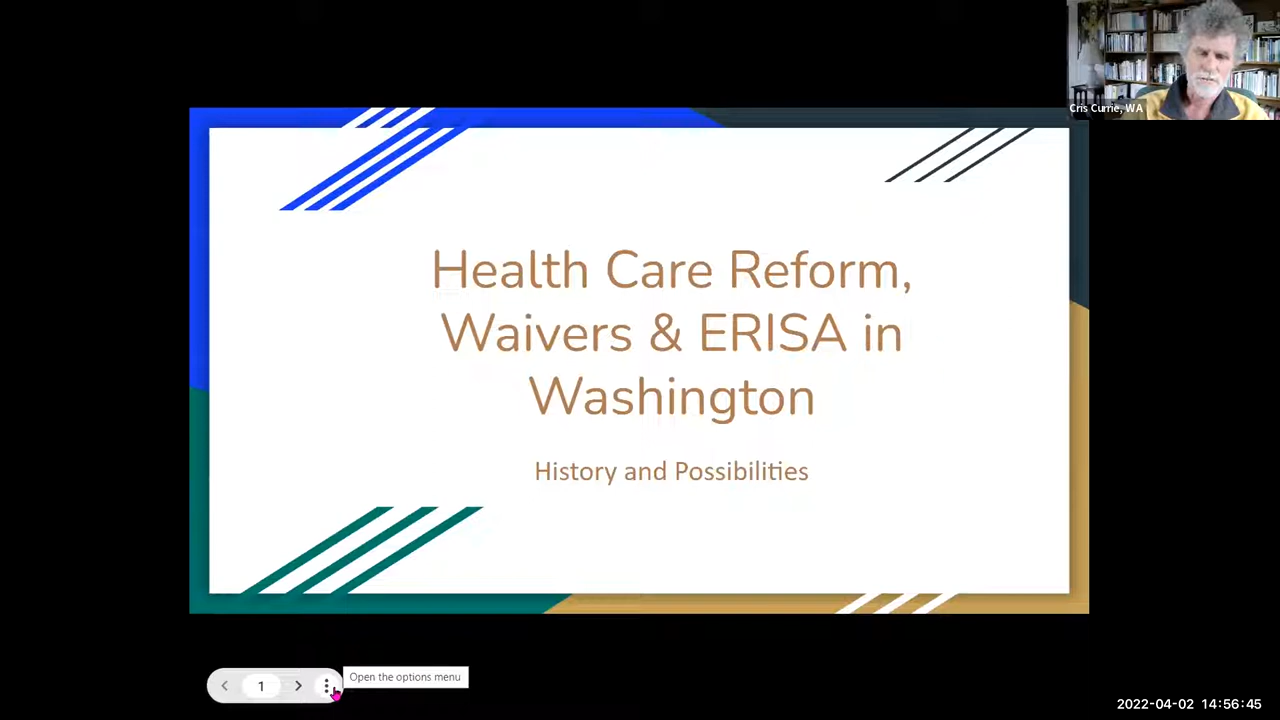 Cris Currie, WA
Health Care Reform,
Waivers & ERISA in
Washington
History and Possibilities
1
Open the options menu
2022-04-02 14:56:45